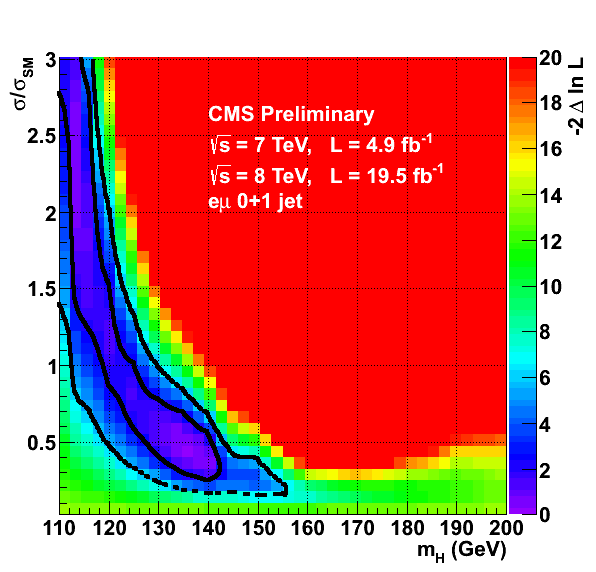 σ/σSM
3
2.5
2
1.5
1
0.5
110 120 130 140 150 160 170 180 190 200
mH (GeV)
CMS Preliminary
√s = 7 TeV, L = 4.9 fb-1
√s = 8 TeV, L = 19.5 fb-1
eμ 0+1 jet
20
18
16
14
12
10
8
6
4
2
0
-2 Δ ln L